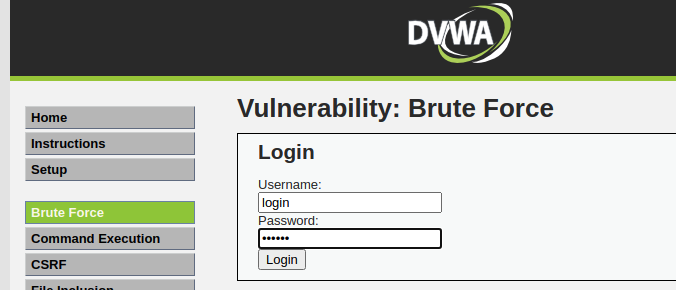 DVWA
Home
Instructions
Setup
Brute Force
Command Execution
CSRF
File Inclusion
Vulnerability: Brute Force
Login
Username:
login
Password:
••••••
Login